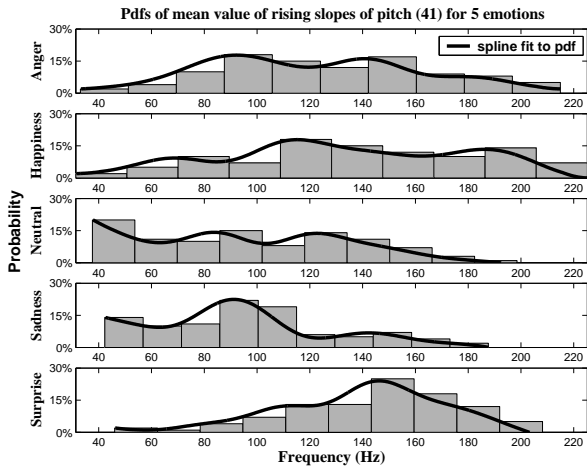 Pdfs of mean value of rising slopes of pitch (41) for 5 emotions
spline fit to pdf
Probability
Anger
30%
15%
0%
40 60 80 100 120 140 160 180 200 220
Happiness
30%
15%
0%
40 60 80 100 120 140 160 180 200 220
Neutral
30%
15%
0%
40 60 80 100 120 140 160 180 200 220
Sadness
30%
15%
0%
40 60 80 100 120 140 160 180 200 220
Surprise
30%
15%
0%
40 60 80 100 120 140 160 180 200 220
Frequency (Hz)